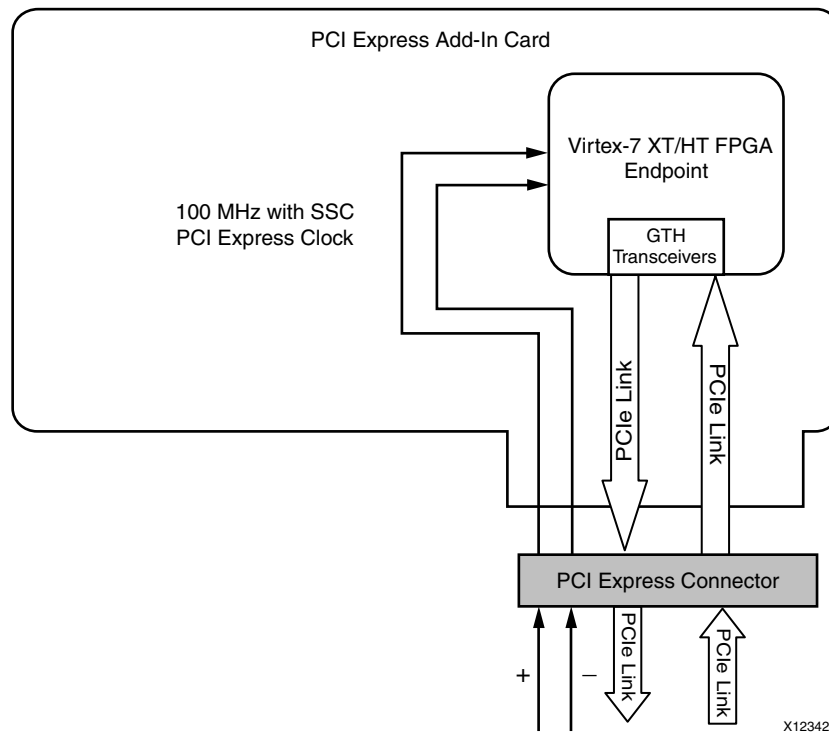 PCI Express Add-In Card
Virtex-7 XT/HT FPGA
Endpoint
100 MHz with SSC
PCI Express Clock
GTH
Transceivers
PCIe Link
PCIe Link
PCI Express Connector
+
–
PCIe Link
PCIe Link
X12342